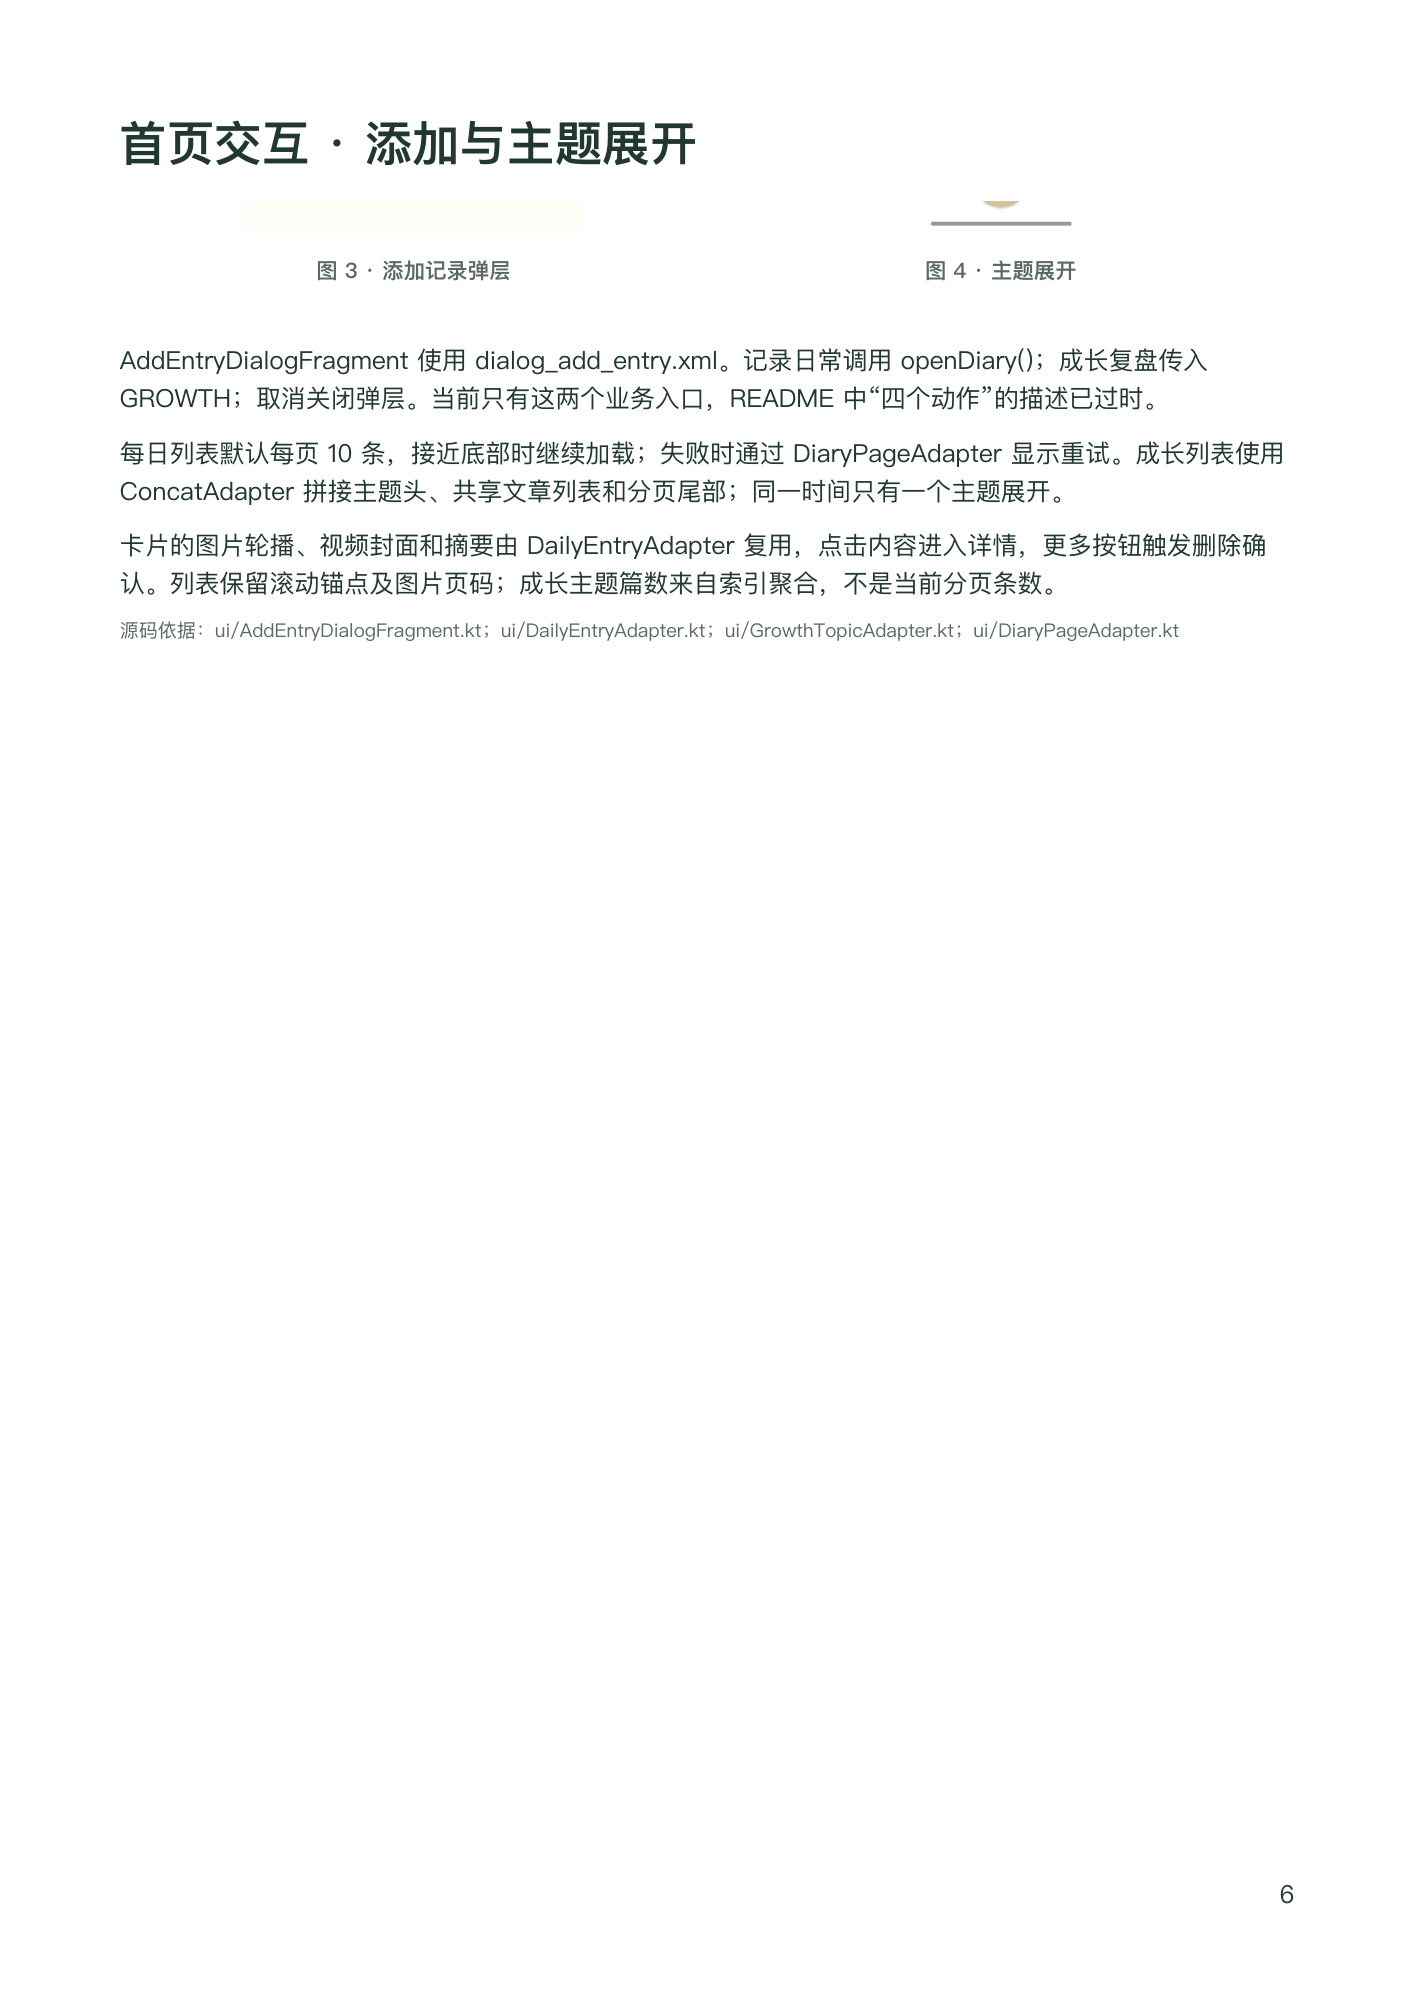 首页交互 · 添加与主题展开
图 3 · 添加记录弹层
图 4 · 主题展开
AddEntryDialogFragment 使用 dialog_add_entry.xml。记录日常调用 openDiary()；成长复盘传入
GROWTH；取消关闭弹层。当前只有这两个业务入口，README 中“四个动作”的描述已过时。
每日列表默认每页 10 条，接近底部时继续加载；失败时通过 DiaryPageAdapter 显示重试。成长列表使用
ConcatAdapter 拼接主题头、共享文章列表和分页尾部；同一时间只有一个主题展开。
卡片的图片轮播、视频封面和摘要由 DailyEntryAdapter 复用，点击内容进入详情，更多按钮触发删除确
认。列表保留滚动锚点及图片页码；成长主题篇数来自索引聚合，不是当前分页条数。
源码依据：ui/AddEntryDialogFragment.kt；ui/DailyEntryAdapter.kt；ui/GrowthTopicAdapter.kt；ui/DiaryPageAdapter.kt
6